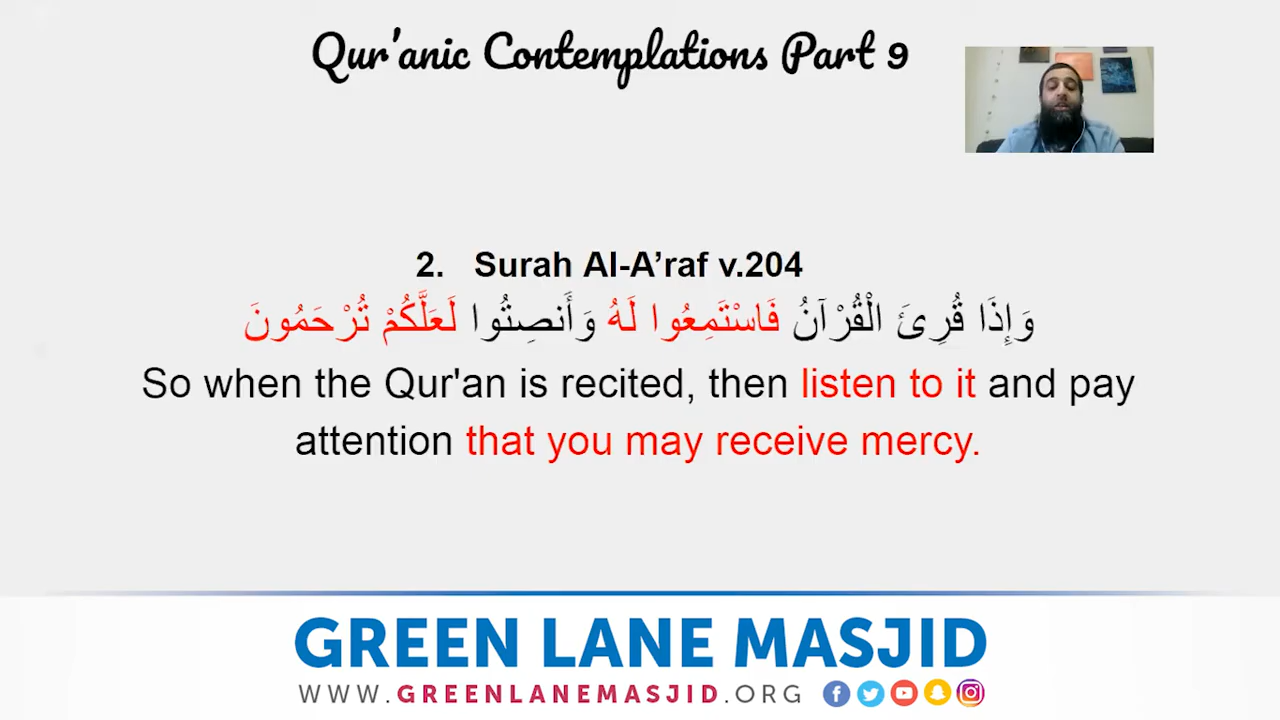 Qur'anic Contemplations Part 9
2. Surah Al-A’raf v.204
وَإِذَا قُرِئَ الْقُرْآنُ فَاسْتَمِعُوا لَهُ وَأَنصِتُوا لَعَلَّكُمْ تُرْحَمُونَ
So when the Qur'an is recited, then listen to it and pay
attention that you may receive mercy.
GREEN LANE MASJID
WWW.GREENLANEMASJID.ORG